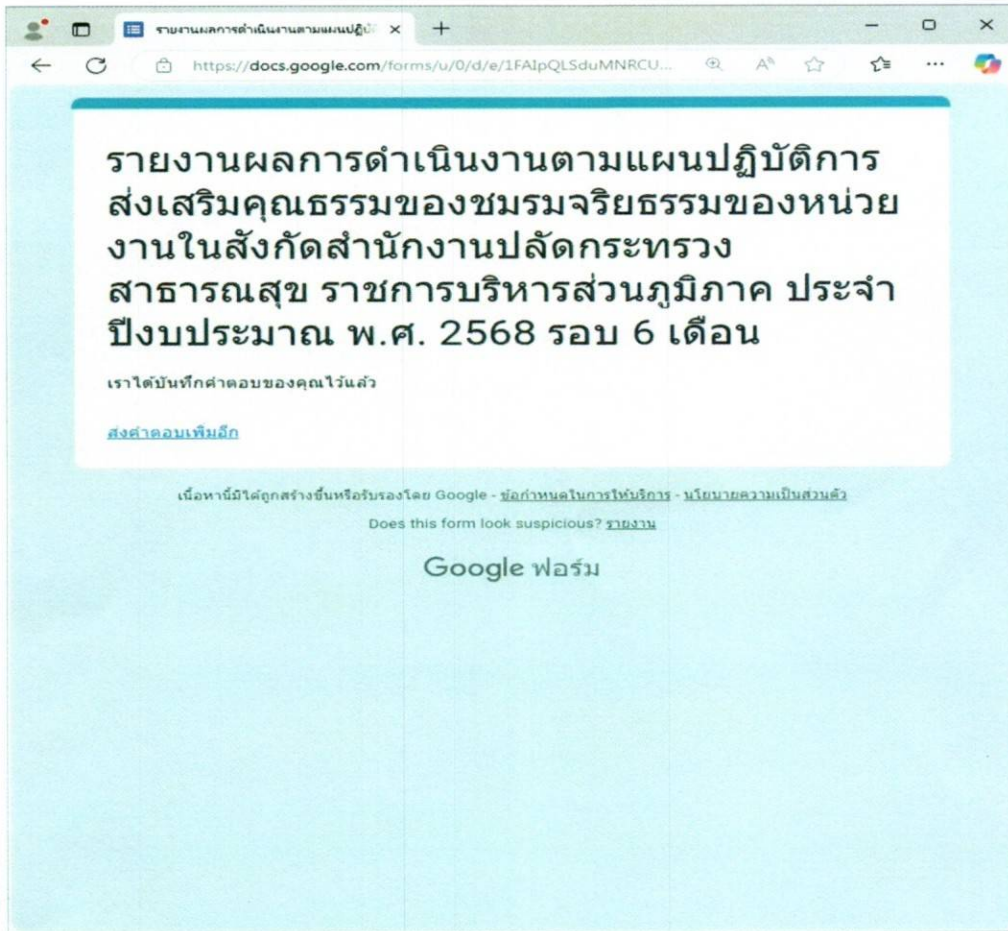 รายงานผลการดำเนินงานตามแผนปฏิบั
https://docs.google.com/forms/u/0/d/e/1FAIpQLSduMNRCU...
รายงานผลการดำเนินงานตามแผนปฏิบัติการ
ส่งเสริมคุณธรรมของชมรมจริยธรรมของหน่วย
งานในสังกัดสำนักงานปลัดกระทรวง
สาธารณสุข ราชการบริหารส่วนภูมิภาค ประจำ
ปีงบประมาณ พ.ศ. 2568 รอบ 6 เดือน
เราได้บันทึกคำตอบของคุณไว้แล้ว
ส่งคำตอบเพิ่มอีก
เนื้อหานี้มิได้ถูกสร้างขึ้นหรือรับรองโดย Google - ข้อกำหนดในการให้บริการ - นโยบายความเป็นส่วนตัว
Does this form look suspicious? รายงาน
Google ฟอร์ม